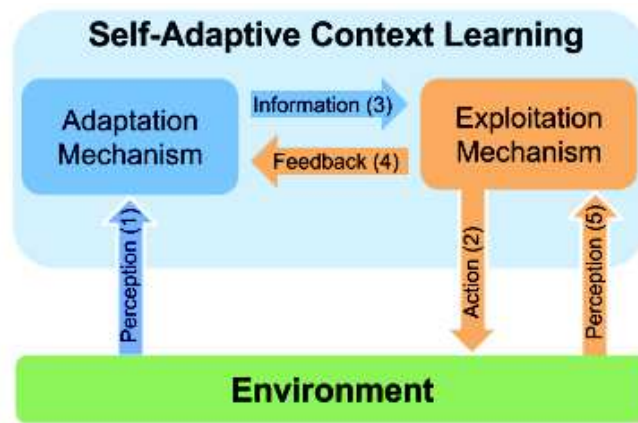 Self-Adaptive Context Learning
Adaptation
Mechanism
Information (3)
Feedback (4)
Exploitation
Mechanism
Perception (1)
Action (2)
Perception (5)
Environment